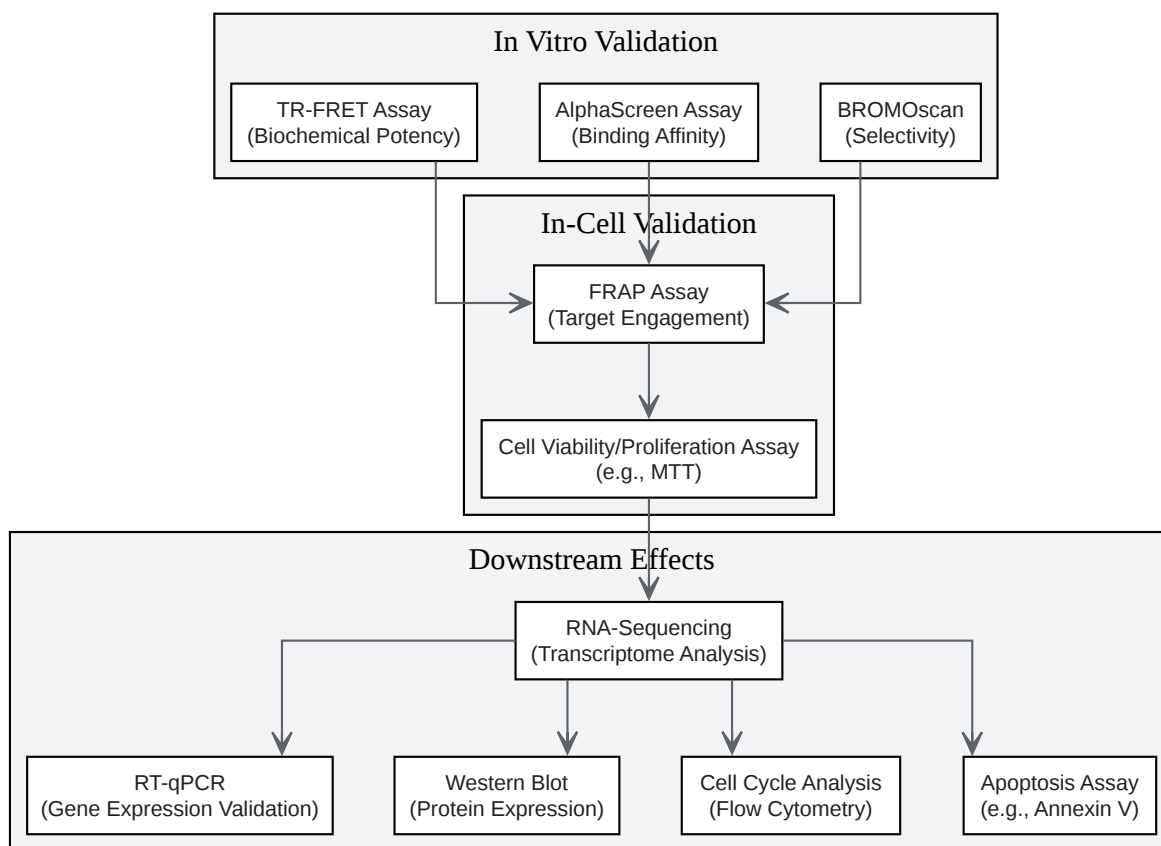 In Vitro Validation
TR-FRET Assay
(Biochemical Potency)
AlphaScreen Assay
(Binding Affinity)
BROMOscan
(Selectivity)
In-Cell Validation
FRAP Assay
(Target Engagement)
Cell Viability/Proliferation Assay
(e.g., MTT)
Downstream Effects
RNA-Sequencing
(Transcriptome Analysis)
RT-qPCR
(Gene Expression Validation)
Western Blot
(Protein Expression)
Cell Cycle Analysis
(Flow Cytometry)
Apoptosis Assay
(e.g., Annexin V)